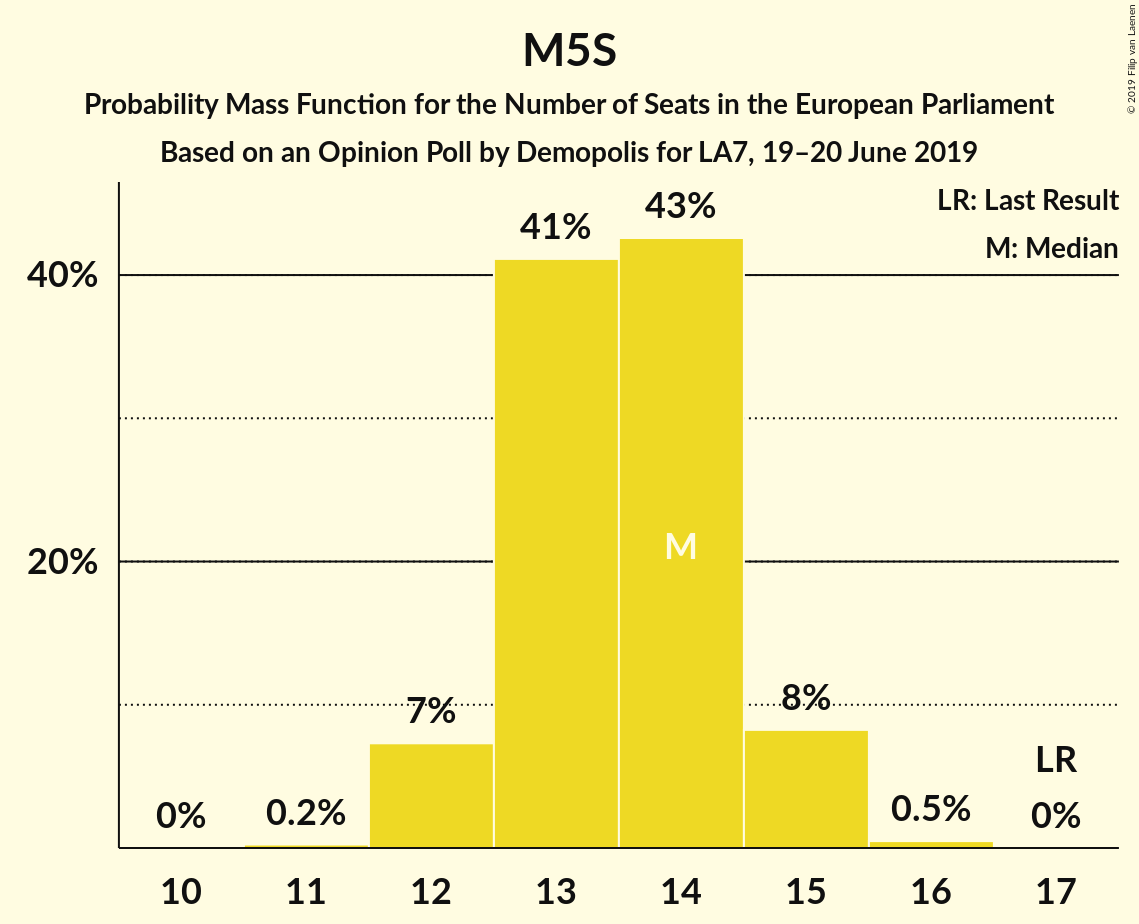 M5S
Probability Mass Function for the Number of Seats in the European Parliament
Based on an Opinion Poll by Demopolis for LA7, 19–20 June 2019
© 2019 Filip van Laenen
LR: Last Result
M: Median
40%
20%
0%
0.2%
7%
41%
43%
M
8%
0.5%
LR
0%
10
11
12
13
14
15
16
17